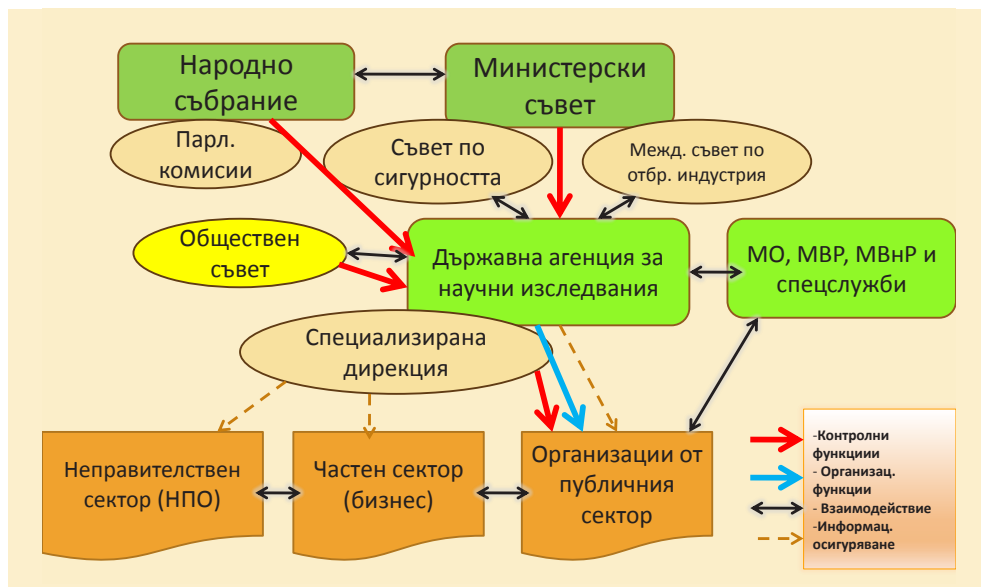 Народно
събрание
Министерски
съвет
Парл.
комисии
Съвет по
сигурността
Межд. съвет по
отбр. индустрия
Обществен
съвет
Държавна агенция за
научни изследвания
МО, МВР, МВнР и
спецслужби
Специализирана
дирекция
Неправителствен
сектор (НПО)
Частен сектор
(бизнес)
Организации от
публичния
сектор
-Контролни
функциии
- Организац.
функции
- Взаимодействие
-Информац.
осигуряване